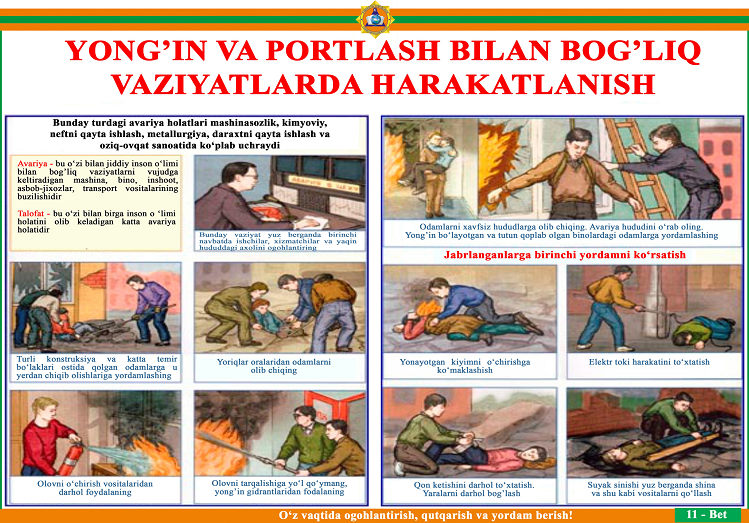 YONG’IN VA PORTLASH BILAN BOG’LIQ
VAZIYATLARDA HARAKATLANISH
Bunday turdagi avariya holatlari mashinasozlik, kimyoviy,
neftni qayta ishlash, metallurgiya, daraxtni qayta ishlash va
oziq-ovqat sanoatida ko‘plab uchraydi
Avariya - bu o‘zi bilan jiddiy inson o‘limi
bilan bog‘liq vaziyatlarni vujudga
keltiradigan mashina, bino, inshoot,
asbob-jixozlar, transport vositalarining
buzilishidir
Talofat - bu o‘zi bilan birga inson o ‘limi
holatini olib keladigan katta avariya
holatidir
Bunday vaziyat yuz berganda birinchi
navbatda ishchilar, xizmatchilar va yaqin
hududdagi axolini ogohlantiring
Turli konstruksiya va katta temir
bo‘laklari ostida qolgan odamlarga u
yerdan chiqib olishlariga yordamlashing
Yoriqlar oralaridan odamlarni
olib chiqing
Olovni o‘chirish vositalaridan
darhol foydalaning
Olovni tarqalishiga yo‘l qo‘ymang,
yong‘in gidrantlaridan fodalaning
Odamlarni xavfsiz hududlarga olib chiqing. Avariya hududini o‘rab oling.
Yong‘in bo‘layotgan va tutun qoplab olgan binolardagi odamlarga yordamlashing
Jabrlanganlarga birinchi yordamni ko‘rsatish
Yonayotgan kiyimni o‘chirishga
ko‘maklashish
Elektr toki harakatini to‘xtatish
Qon ketishini darhol to‘xtatish.
Yaralarni darhol bog‘lash
Suyak sinishi yuz berganda shina
va shu kabi vositalarni qo‘llash
O‘z vaqtida ogohlantirish, qutqarish va yordam berish!
11 - Bet